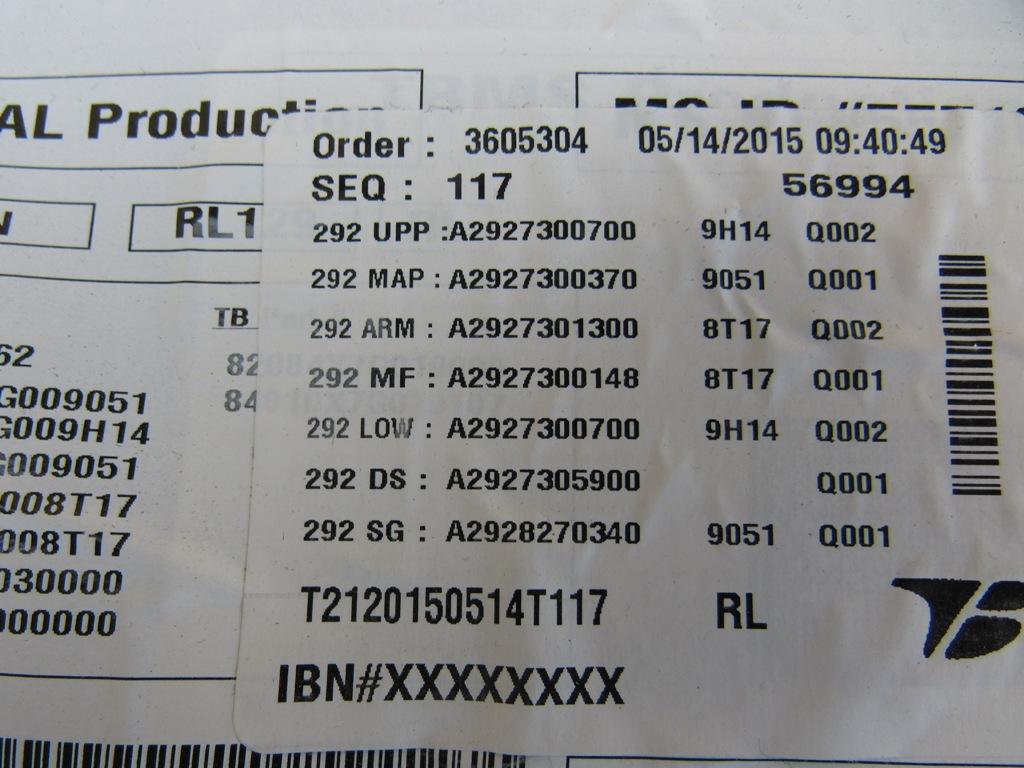 AL Production
RL1
TB
62 82
G009051 84
G009H14
G009051
008T17
008T17
030000
000000
Order : 3605304 05/14/2015 09:40:49
SEQ : 117 56994
292 UPP :A2927300700 9H14 Q002
292 MAP : A2927300370 9051 Q001
292 ARM : A2927301300 8T17 Q002
292 MF : A2927300148 8T17 Q001
292 LOW : A2927300700 9H14 Q002
292 DS : A2927305900 Q001
292 SG : A2928270340 9051 Q001
T2120150514T117 RL
IBN#XXXXXXXX
TB